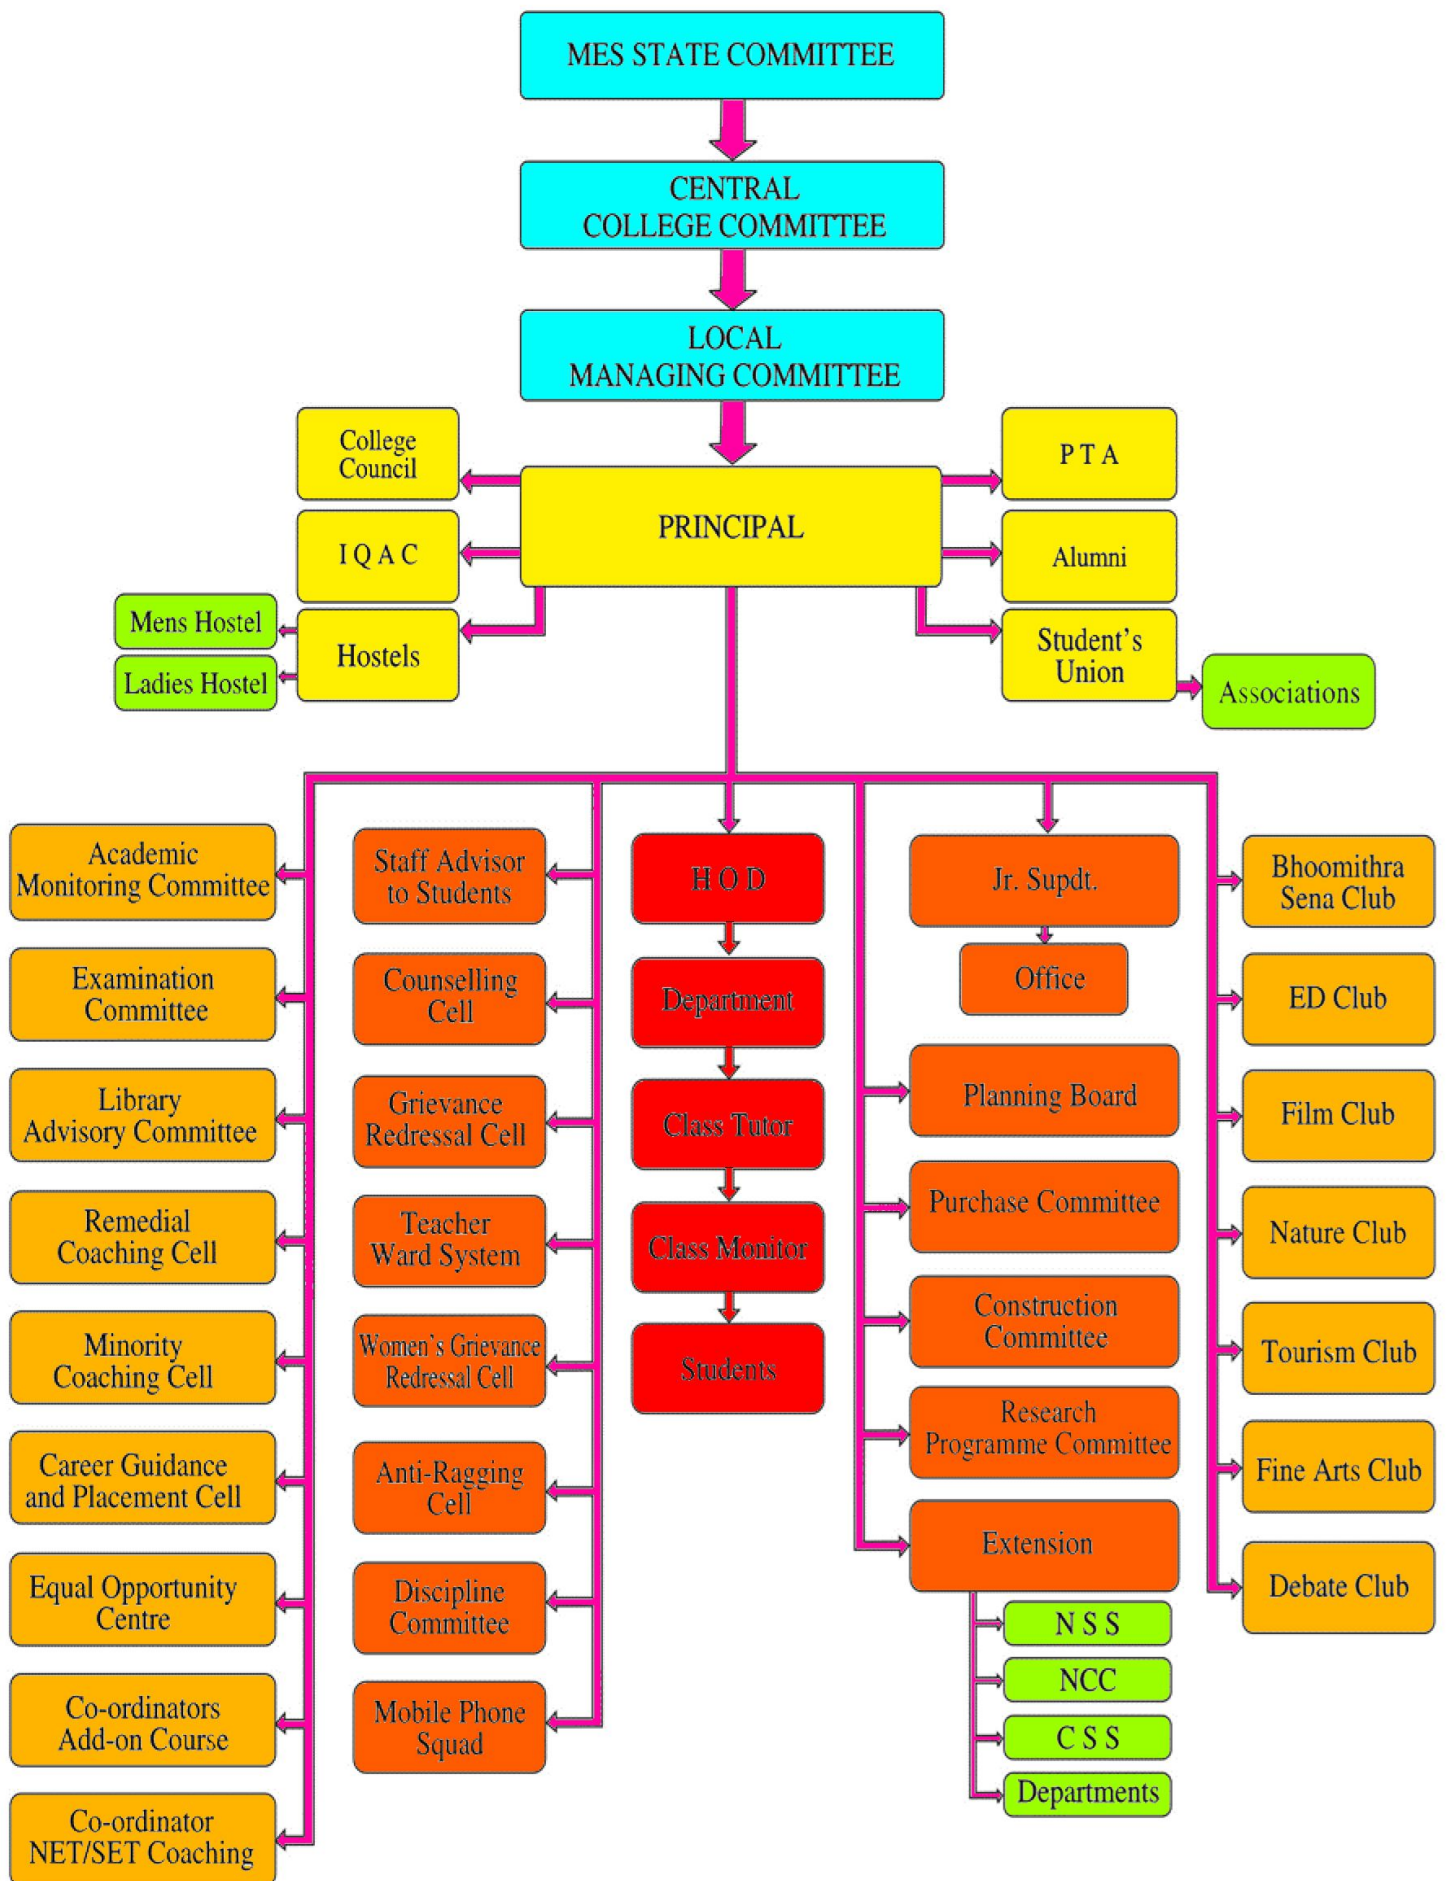 MES STATE COMMITTEE
CENTRAL
COLLEGE COMMITTEE
LOCAL
MANAGING COMMITTEE
College
Council
P T A
PRINCIPAL
I Q A C
Alumni
Mens Hostel
Hostels
Ladies Hostel
Student's
Union
Associations
Academic
Monitoring Committee
Examination
Committee
Library
Advisory Committee
Remedial
Coaching Cell
Minority
Coaching Cell
Career Guidance
and Placement Cell
Equal Opportunity
Centre
Co-ordinators
Add-on Course
Co-ordinator
NET/SET Coaching
Staff Advisor
to Students
Counselling
Cell
Grievance
Redressal Cell
Teacher
Ward System
Women`s Grievance
Redressal Cell
Anti-Ragging
Cell
Discipline
Committee
Mobile Phone
Squad
H O D
Department
Class Tutor
Class Monitor
Students
Jr. Supdt.
Office
Planning Board
Purchase Committee
Construction
Committee
Research
Programme Committee
Extension
N S S
NCC
C S S
Departments
Bhoomithra
Sena Club
ED Club
Film Club
Nature Club
Tourism Club
Fine Arts Club
Debate Club